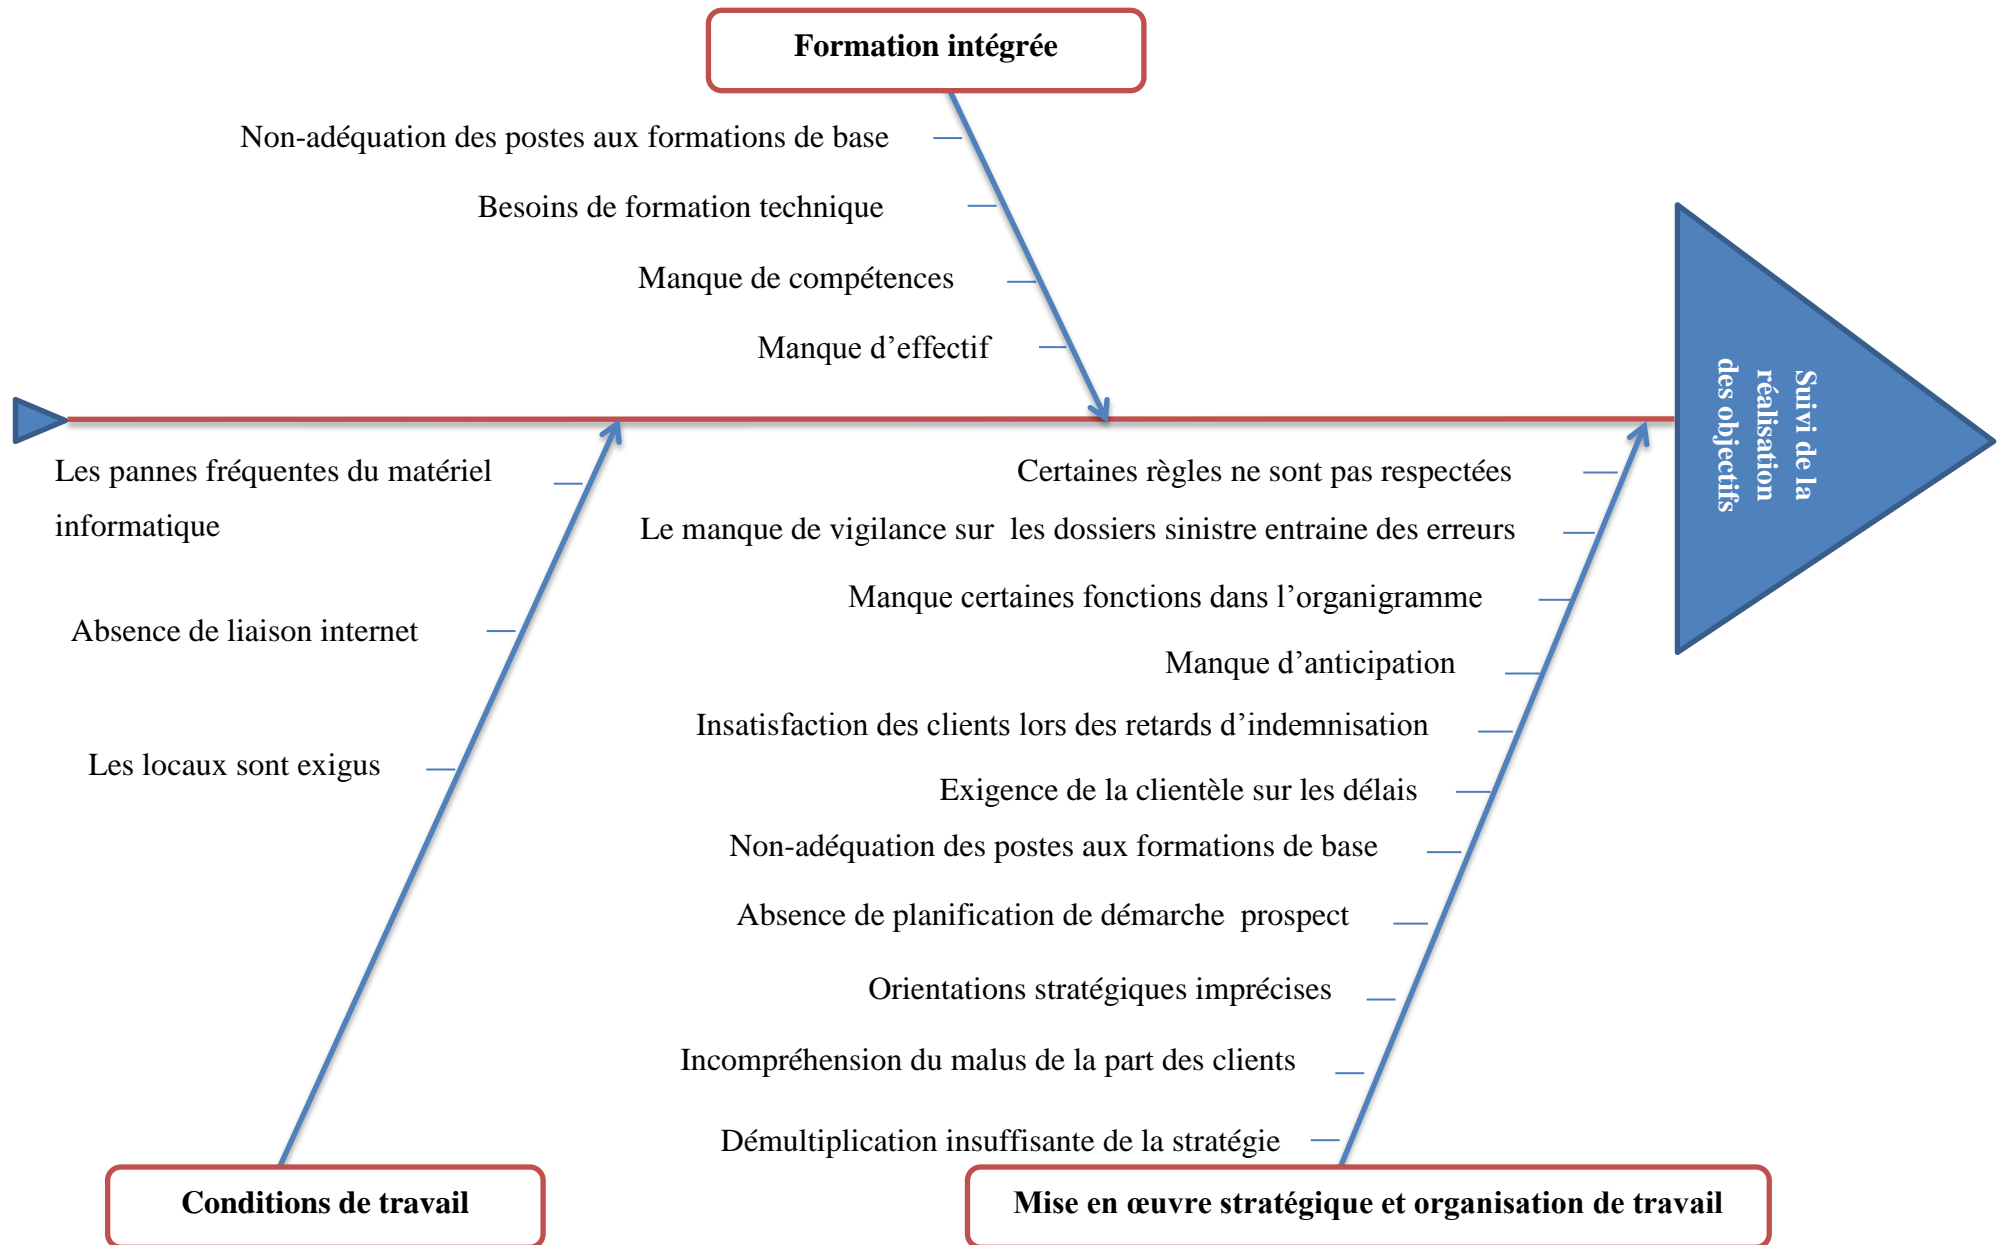 Formation intégrée
Non-adéquation des postes aux formations de base
Besoins de formation technique
Manque de compétences
Manque d’effectif
Suivi de la
réalisation
des objectifs
Les pannes fréquentes du matériel
informatique
Absence de liaison internet
Les locaux sont exigus
Conditions de travail
Certaines règles ne sont pas respectées
Le manque de vigilance sur  les dossiers sinistre entraine des erreurs
Manque certaines fonctions dans l’organigramme
Manque d’anticipation
Insatisfaction des clients lors des retards d’indemnisation
Exigence de la clientèle sur les délais
Non-adéquation des postes aux formations de base
Absence de planification de démarche  prospect
Orientations stratégiques imprécises
Incompréhension du malus de la part des clients
Démultiplication insuffisante de la stratégie
Mise en œuvre stratégique et organisation de travail